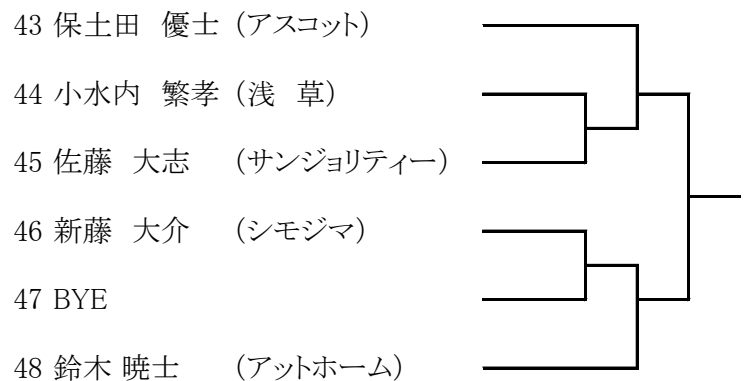 43 保土田　優士 (アスコット)
44 小水内　繁孝 (浅　草)
45 佐藤　大志　 (サンジョリティー)
46 新藤　大介　 (シモジマ)
47 BYE
48 鈴木 暁士　 (アットホーム)